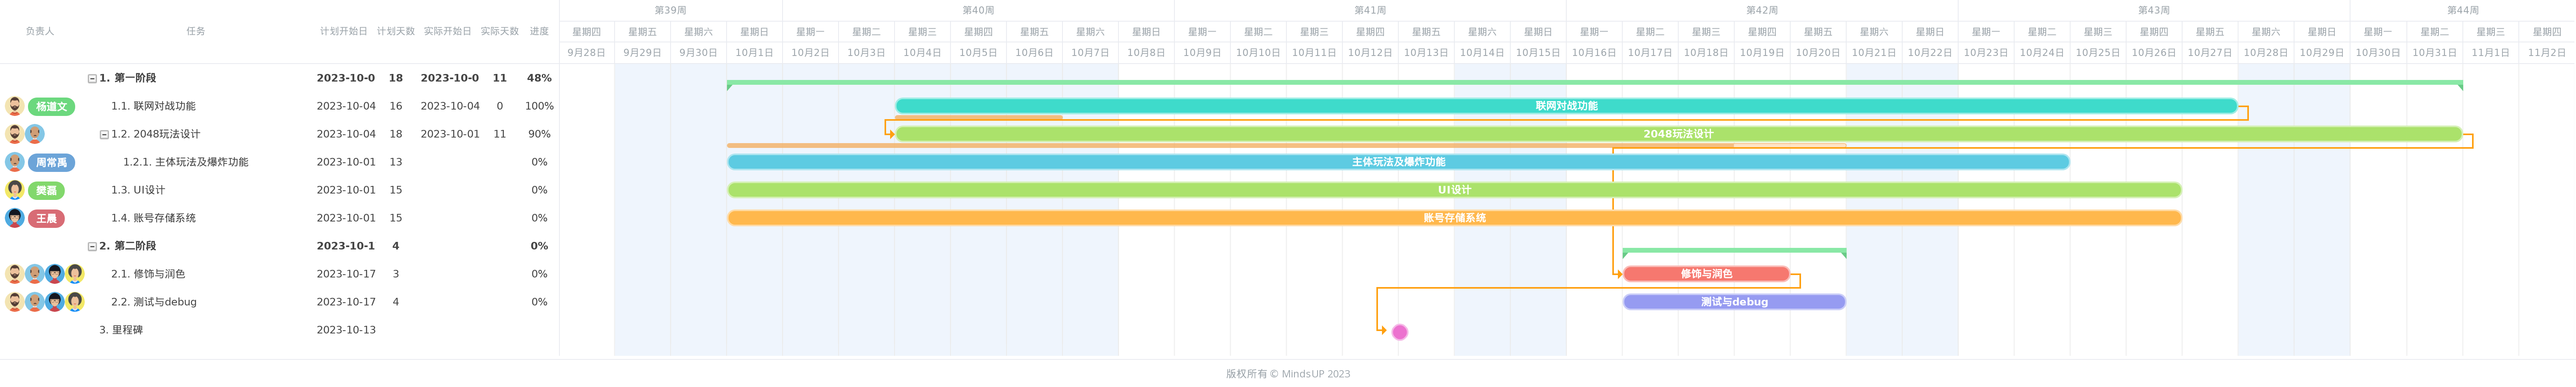 第39周 第40周 第41周 第42周 第43周 第44周
负责人 任务 计划开始日 计划天数 实际开始日 实际天数 进度 星期四 星期五 星期六 星期日 星期一 星期二 星期三 星期四 星期五 星期六 星期日 星期一 星期二 星期三 星期四 星期五 星期六 星期日 星期一 星期二 星期三 星期四 星期五 星期六 星期日 星期一 星期二 星期三 星期四 星期五 星期六 星期日 星期一 星期二 星期三 星期四
9月28日 9月29日 9月30日 10月1日 10月2日 10月3日 10月4日 10月5日 10月6日 10月7日 10月8日 10月9日 10月10日 10月11日 10月12日 10月13日 10月14日 10月15日 10月16日 10月17日 10月18日 10月19日 10月20日 10月21日 10月22日 10月23日 10月24日 10月25日 10月26日 10月27日 10月28日 10月29日 10月30日 10月31日 11月1日 11月2日
1. 第一阶段 2023-10-0 18 2023-10-0 11 48%
杨道文 1.1. 联网对战功能 2023-10-04 16 2023-10-04 0 100% 联网对战功能
1.2. 2048玩法设计 2023-10-04 18 2023-10-01 11 90% 2048玩法设计
周常禹 1.2.1. 主体玩法及爆炸功能 2023-10-01 13 0% 主体玩法及爆炸功能
窦磊 1.3. UI设计 2023-10-01 15 0% UI设计
王晨 1.4. 账号存储系统 2023-10-01 15 0% 账号存储系统
2. 第二阶段 2023-10-1 4 0%
2.1. 修饰与润色 2023-10-17 3 0% 修饰与润色
2.2. 测试与debug 2023-10-17 4 0% 测试与debug
3. 里程碑 2023-10-13
版权所有 © MindsUP 2023